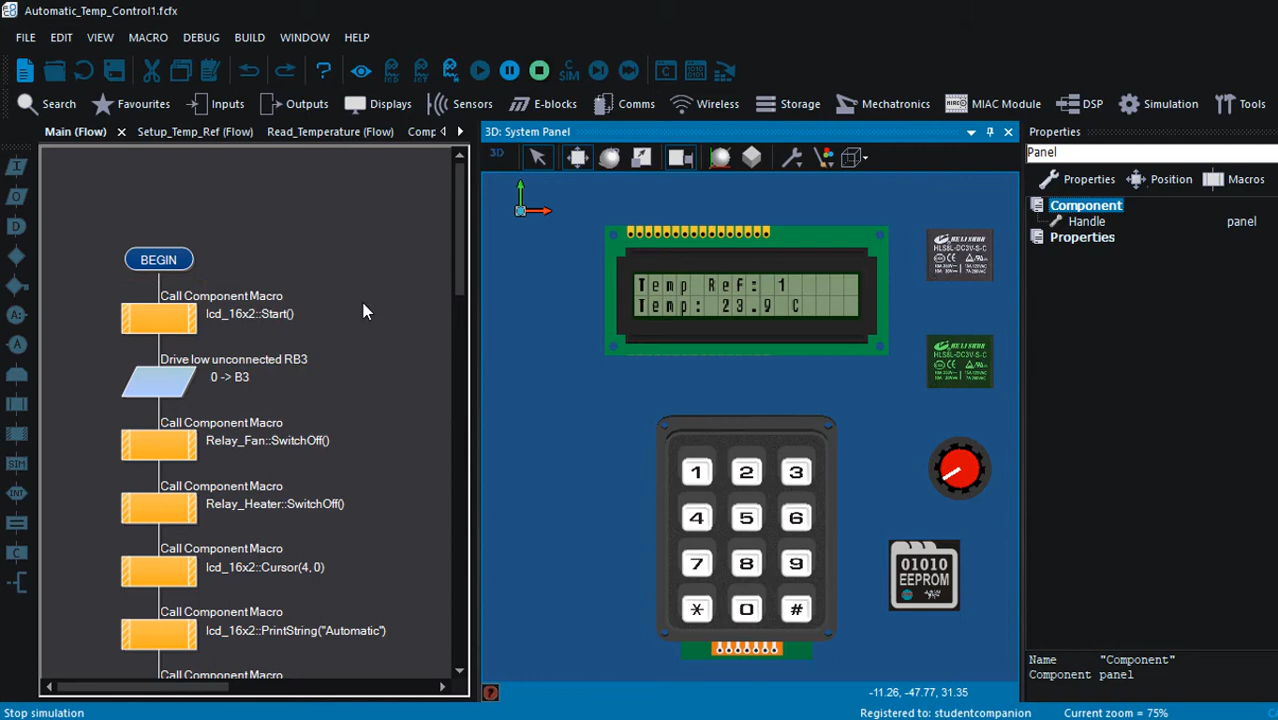 Automatic_Temp_Control1.fcfx
FILE EDIT VIEW MACRO DEBUG BUILD WINDOW HELP
Search Favourites Inputs Outputs Displays Sensors E-blocks Comms Wireless Storage Mechatronics MIAC Module DSP Simulation Tools
Main (Flow) Setup_Temp_Ref (Flow) Read_Temperature (Flow) Comp
3D: System Panel
Properties
3D
Panel
Properties Position Macros
Component
Handle panel
Properties
BEGIN
Call Component Macro
lcd_16x2::Start()
Drive low unconnected RB3
0 -> B3
Call Component Macro
Relay_Fan::SwitchOff()
Call Component Macro
Relay_Heater::SwitchOff()
Call Component Macro
lcd_16x2::Cursor(4, 0)
Call Component Macro
lcd_16x2::PrintString("Automatic")
Call Component Macro
Temp Ref: 1
Temp: 23.9 C
HLS8L-DC3V-S-C
HLS8L-DC3V-S-C
1 2 3
4 5 6
7 8 9
* 0 #
01010
EEPROM
-11.26, -47.77, 31.35
Name "Component"
Component panel
Stop simulation
Registered to: studentcompanion
Current zoom = 75%